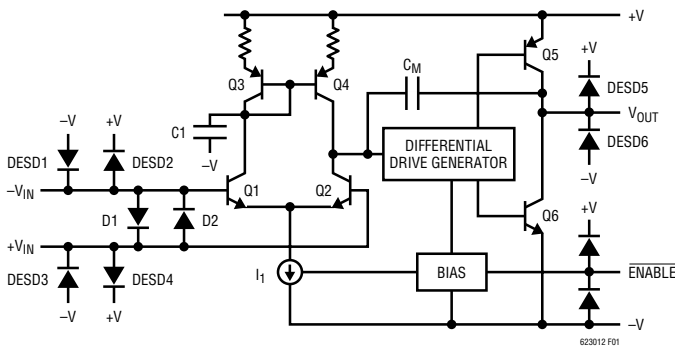 +V
Q3
Q4
Q5
CM
+V
DESD5
C1
–V
VOUT
DIFFERENTIAL
DRIVE GENERATOR
DESD6
–V
–V
+V
DESD1
DESD2
–VIN
Q1
Q2
D1
D2
Q6
+V
+VIN
DESD3
DESD4
I1
BIAS
ENABLE
–V
+V
–V
623012 F01